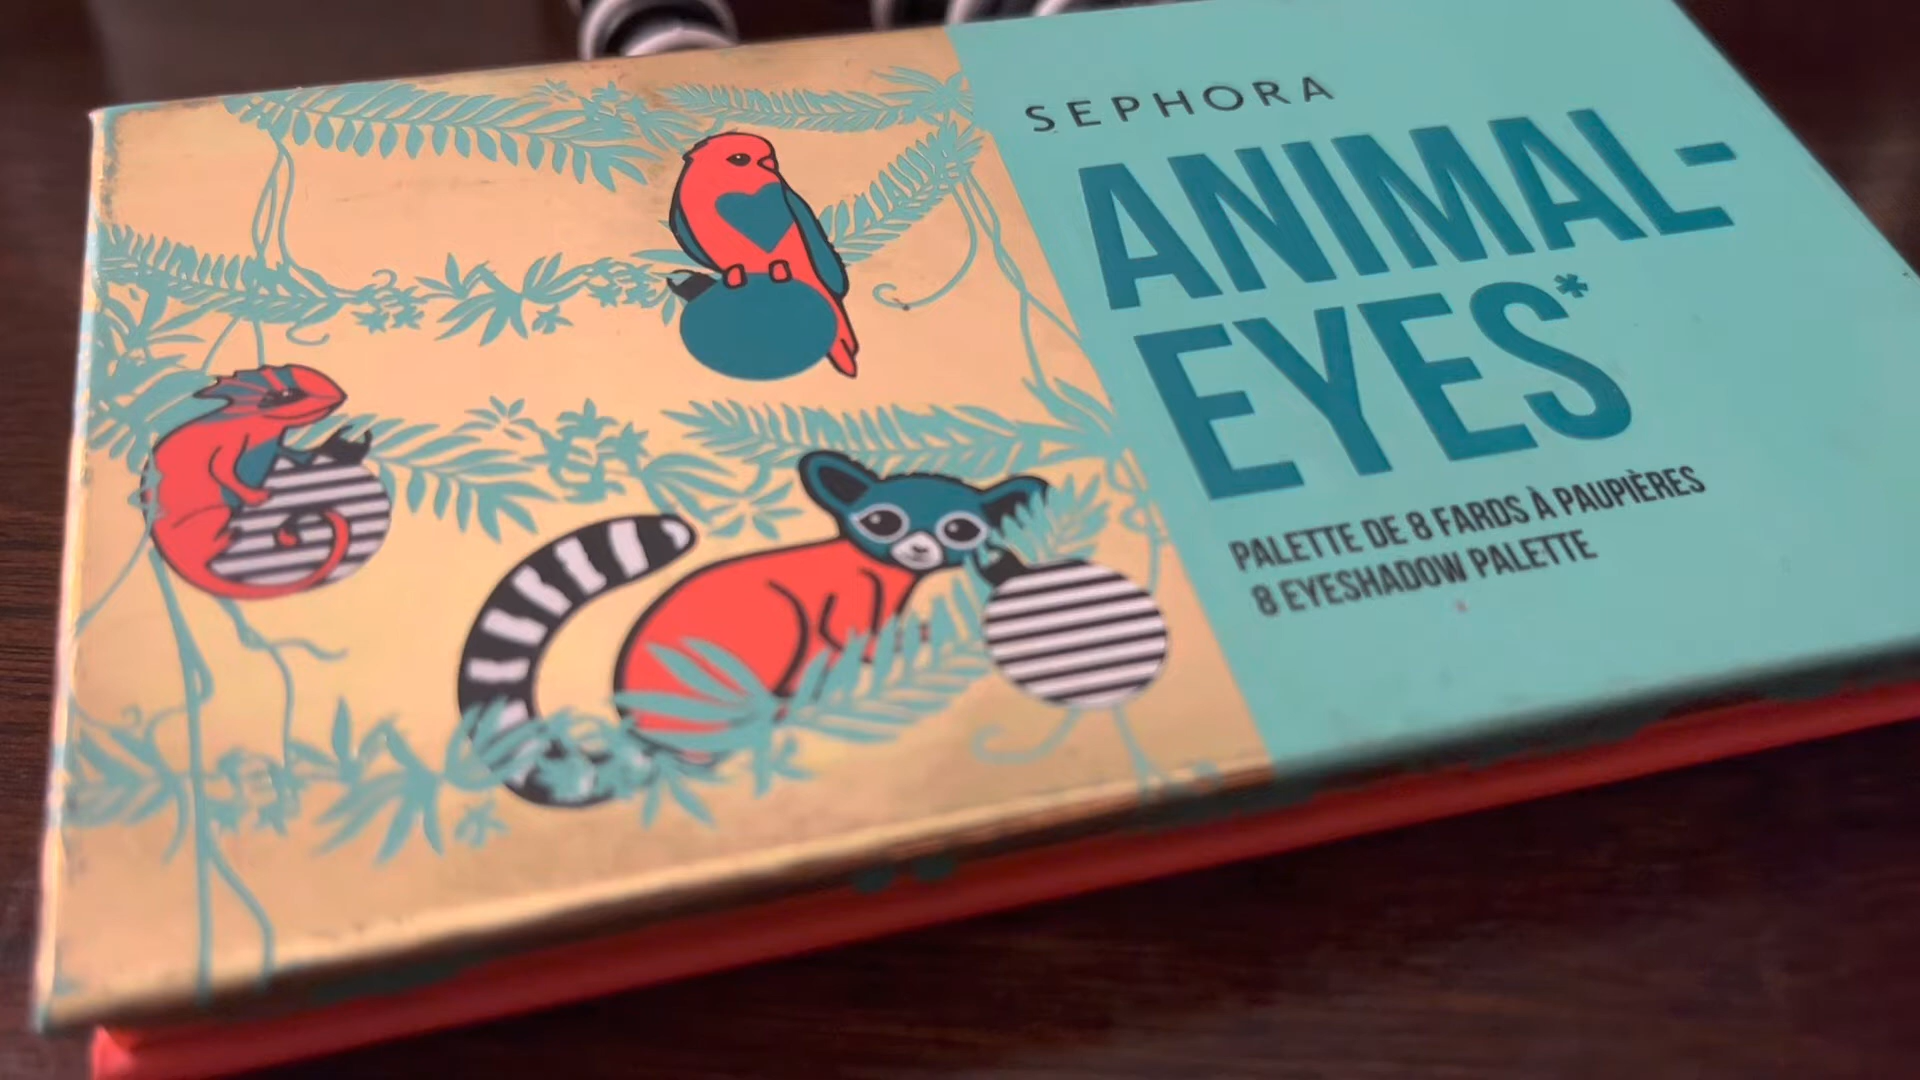 SEPHORA
ANIMAL-
EYES*
PALETTE DE 8 FARDS À PAUPIÈRES
8 EYESHADOW PALETTE